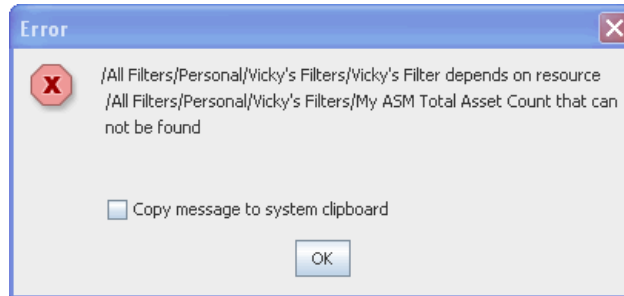 Error
/All Filters/Personal/Vicky's Filters/Vicky's Filter depends on resource
/All Filters/Personal/Vicky's Filters/My ASM Total Asset Count that can
not be found
Copy message to system clipboard
OK